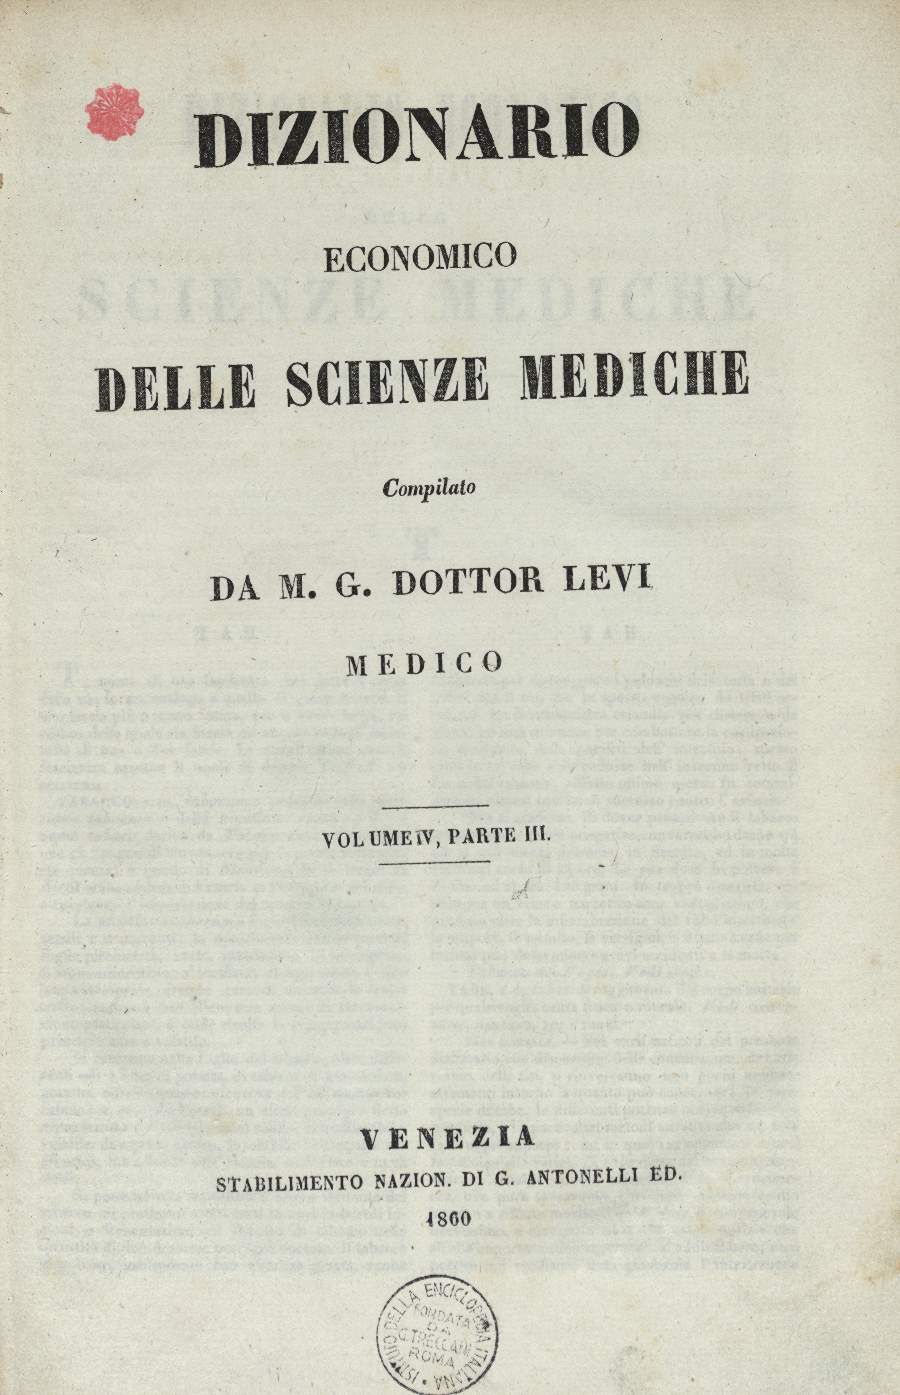 DIZIONARIO
ECONOMICO
DELLE SCIENZE MEDICHE
Compilato
DA M. G. DOTTOR LEVI
MEDICO
VOLUME IV, PARTE III.
VENEZIA
STABILIMENTO NAZION. DI G. ANTONELLI ED.
1860
ISTITUTO DELLA ENCICLOPEDIA ITALIANA
FONDATA
DA
G. TRECCANI
ROMA